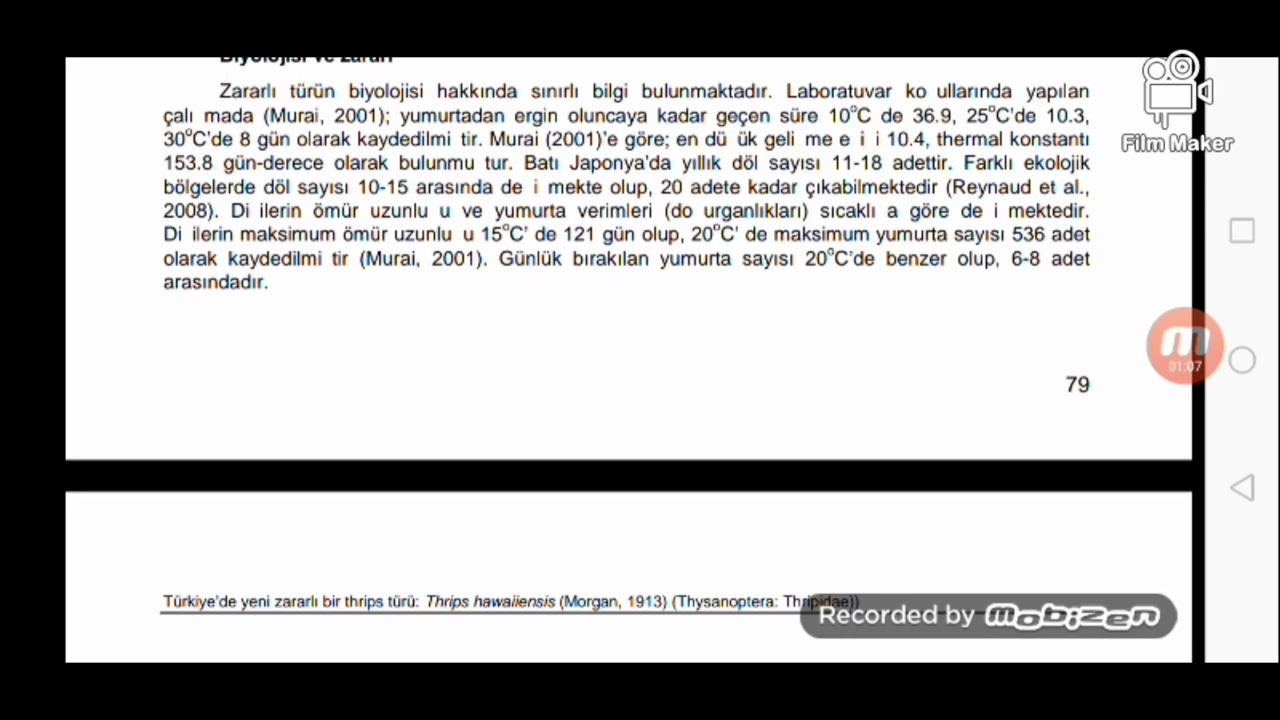 Biyolojisi ve zararı
Zararlı türün biyolojisi hakkında sınırlı bilgi bulunmaktadır. Laboratuvar ko ullarında yapılan
çalı mada (Murai, 2001); yumurtadan ergin oluncaya kadar geçen süre 10°C de 36.9, 25°C'de 10.3,
30°C'de 8 gün olarak kaydedilmi tir. Murai (2001)'e göre; en dü ük geli me e i i 10.4, thermal konstantı
153.8 gün-derece olarak bulunmu tur. Batı Japonya'da yıllık döl sayısı 11-18 adettir. Farklı ekolojik
bölgelerde döl sayısı 10-15 arasında de i mekte olup, 20 adete kadar çıkabilmektedir (Reynaud et al.,
2008). Di ilerin ömür uzunlu u ve yumurta verimleri (do urganlıkları) sıcaklı a göre de i mektedir.
Di ilerin maksimum ömür uzunlu u 15°C' de 121 gün olup, 20°C' de maksimum yumurta sayısı 536 adet
olarak kaydedilmi tir (Murai, 2001). Günlük bırakılan yumurta sayısı 20°C'de benzer olup, 6-8 adet
arasındadır.
79
Türkiye'de yeni zararlı bir thrips türü: Thrips hawaiiensis (Morgan, 1913) (Thysanoptera: Thripidae))
Film Maker
01:07
Recorded by mobizen